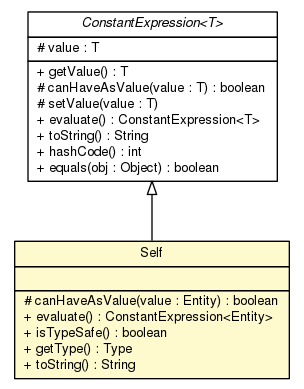 ConstantExpression<T>
# value : T
+ getValue() : T
# canHaveAsValue(value : T) : boolean
# setValue(value : T)
+ evaluate() : ConstantExpression<T>
+ toString() : String
+ hashCode() : int
+ equals(obj : Object) : boolean
Self
# canHaveAsValue(value : Entity) : boolean
+ evaluate() : ConstantExpression<Entity>
+ isTypeSafe() : boolean
+ getType() : Type
+ toString() : String